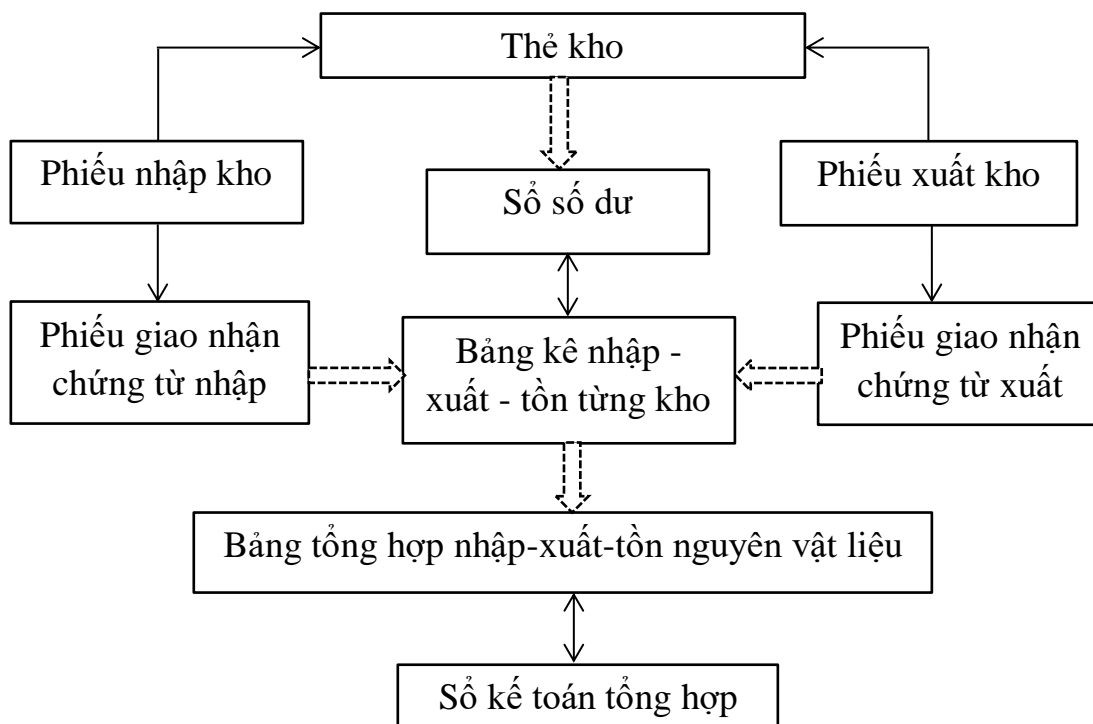 Thẻ kho
Phiếu nhập kho
Sổ số dư
Phiếu xuất kho
Phiếu giao nhận
chứng từ nhập
Bảng kê nhập -
xuất - tồn từng kho
Phiếu giao nhận
chứng từ xuất
Bảng tổng hợp nhập-xuất-tồn nguyên vật liệu
Sổ kế toán tổng hợp